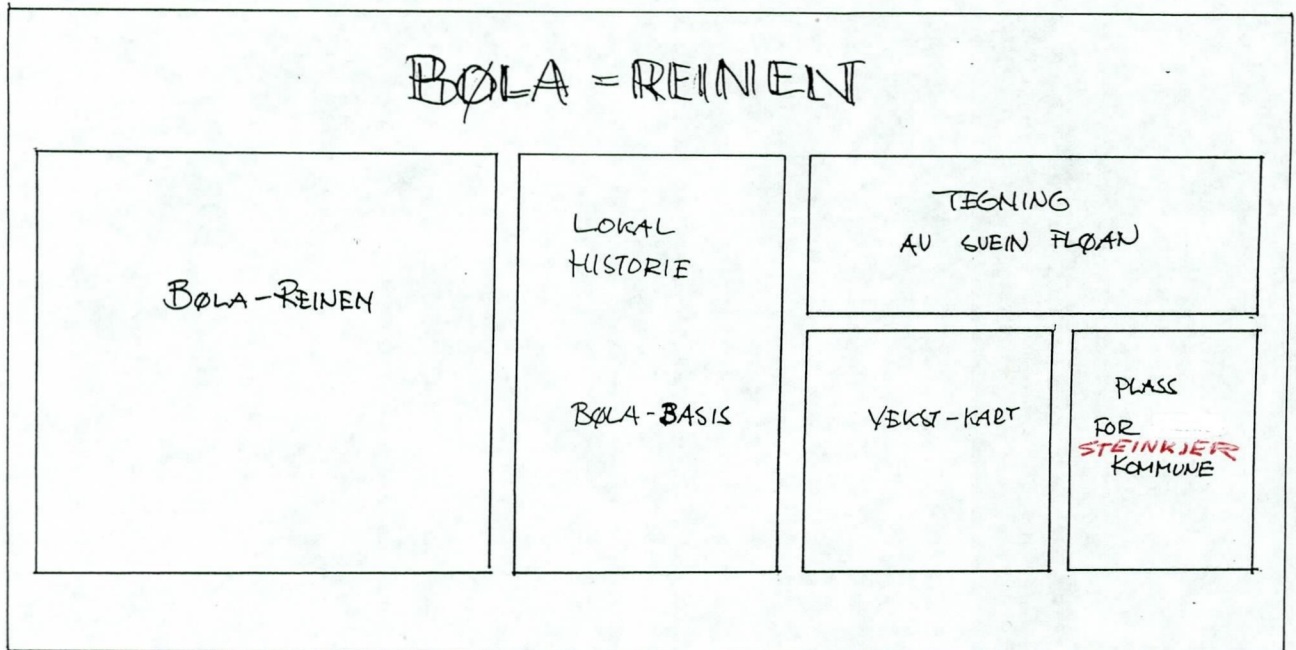 BØLA = REINEN
BØLA-REINEN
LOKAL
HISTORIE
BØLA-BASIS
TEGNING
AV SVEIN FLØAN
VEKST-KART
PLASS
FOR
STEINKJER
KOMMUNE